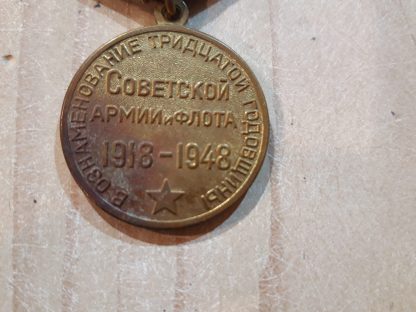 В ОЗНАМЕНОВАНИЕ ТРИДЦАТОЙ ГОДОВЩИНЫ
СОВЕТСКОЙ
АРМИИ и ФЛОТА
1918-1948